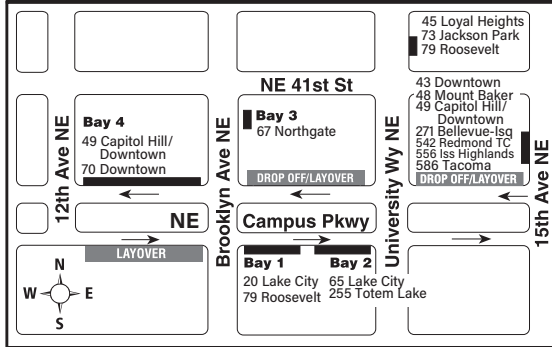 45 Loyal Heights
73 Jackson Park
79 Roosevelt
NE 41st St
12th Ave NE
Bay 4
49 Capitol Hill/
Downtown
70 Downtown
Brooklyn Ave NE
Bay 3
67 Northgate
DROP OFF/LAYOVER
University Wy NE
43 Downtown
48 Mount Baker
49 Capitol Hill/
Downtown
271 Bellevue-Isq
542 Redmond TC
556 Iss Highlands
586 Tacoma
DROP OFF/LAYOVER
15th Ave NE
NE Campus Pkwy
LAYOVER
Bay 1
20 Lake City
79 Roosevelt
Bay 2
65 Lake City
255 Totem Lake
N
W
E
S